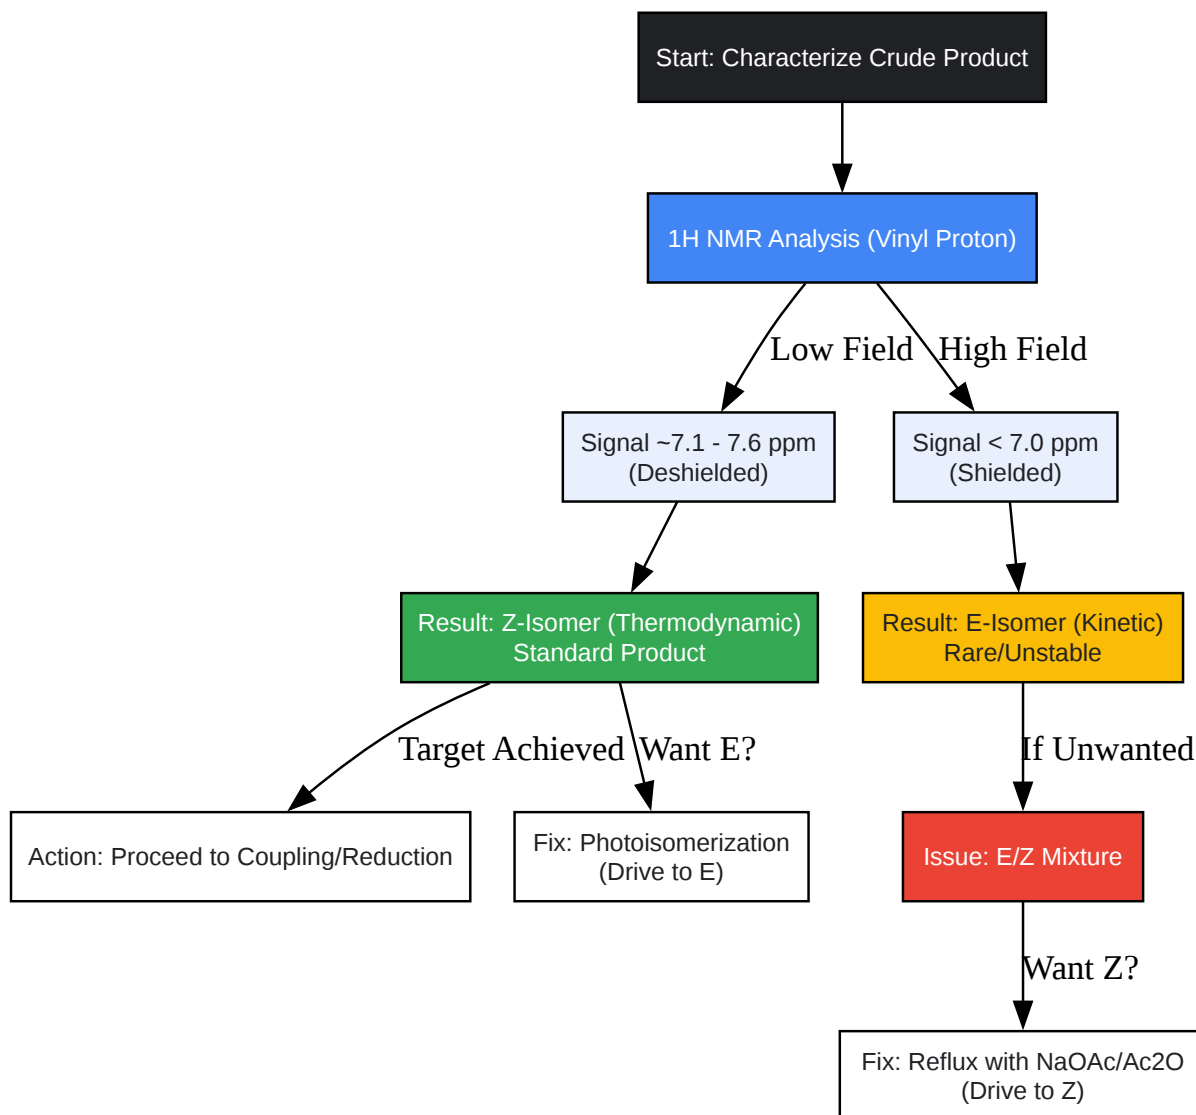 Start: Characterize Crude Product
1H NMR Analysis (Vinyl Proton)
Low Field
High Field
Signal ~7.1 - 7.6 ppm
(Deshielded)
Signal < 7.0 ppm
(Shielded)
Result: Z-Isomer (Thermodynamic)
Standard Product
Result: E-Isomer (Kinetic)
Rare/Unstable
Target Achieved
Want E?
If Unwanted
Action: Proceed to Coupling/Reduction
Fix: Photoisomerization
(Drive to E)
Issue: E/Z Mixture
Want Z?
Fix: Reflux with NaOAc/Ac2O
(Drive to Z)